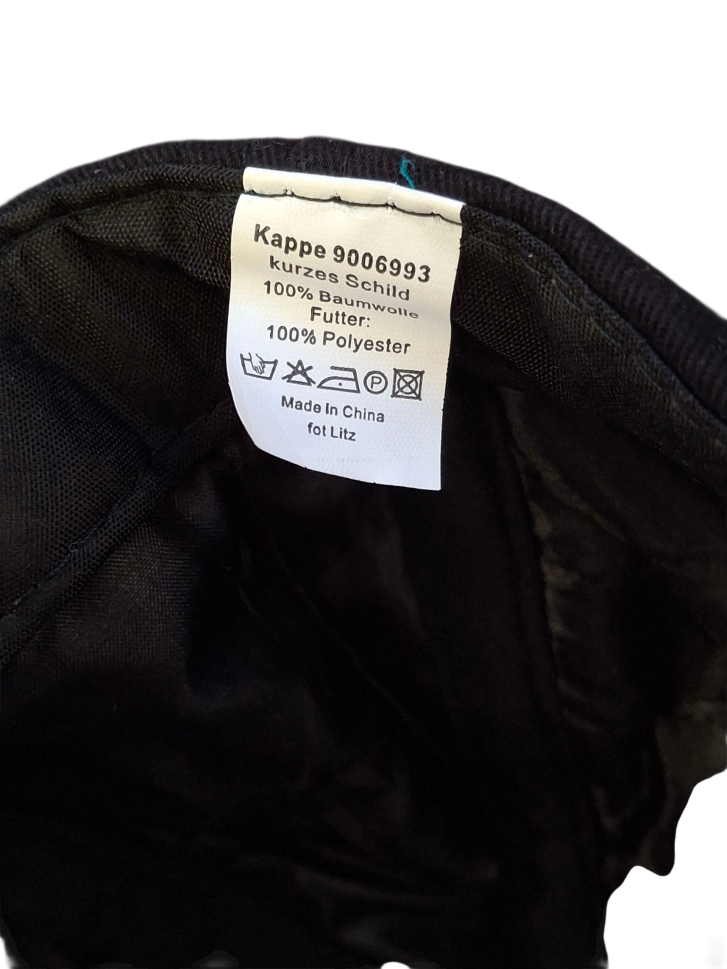 Kappe 9006993
kurzes Schild
100% Baumwolle
Futter:
100% Polyester
P
Made In China
fot Litz